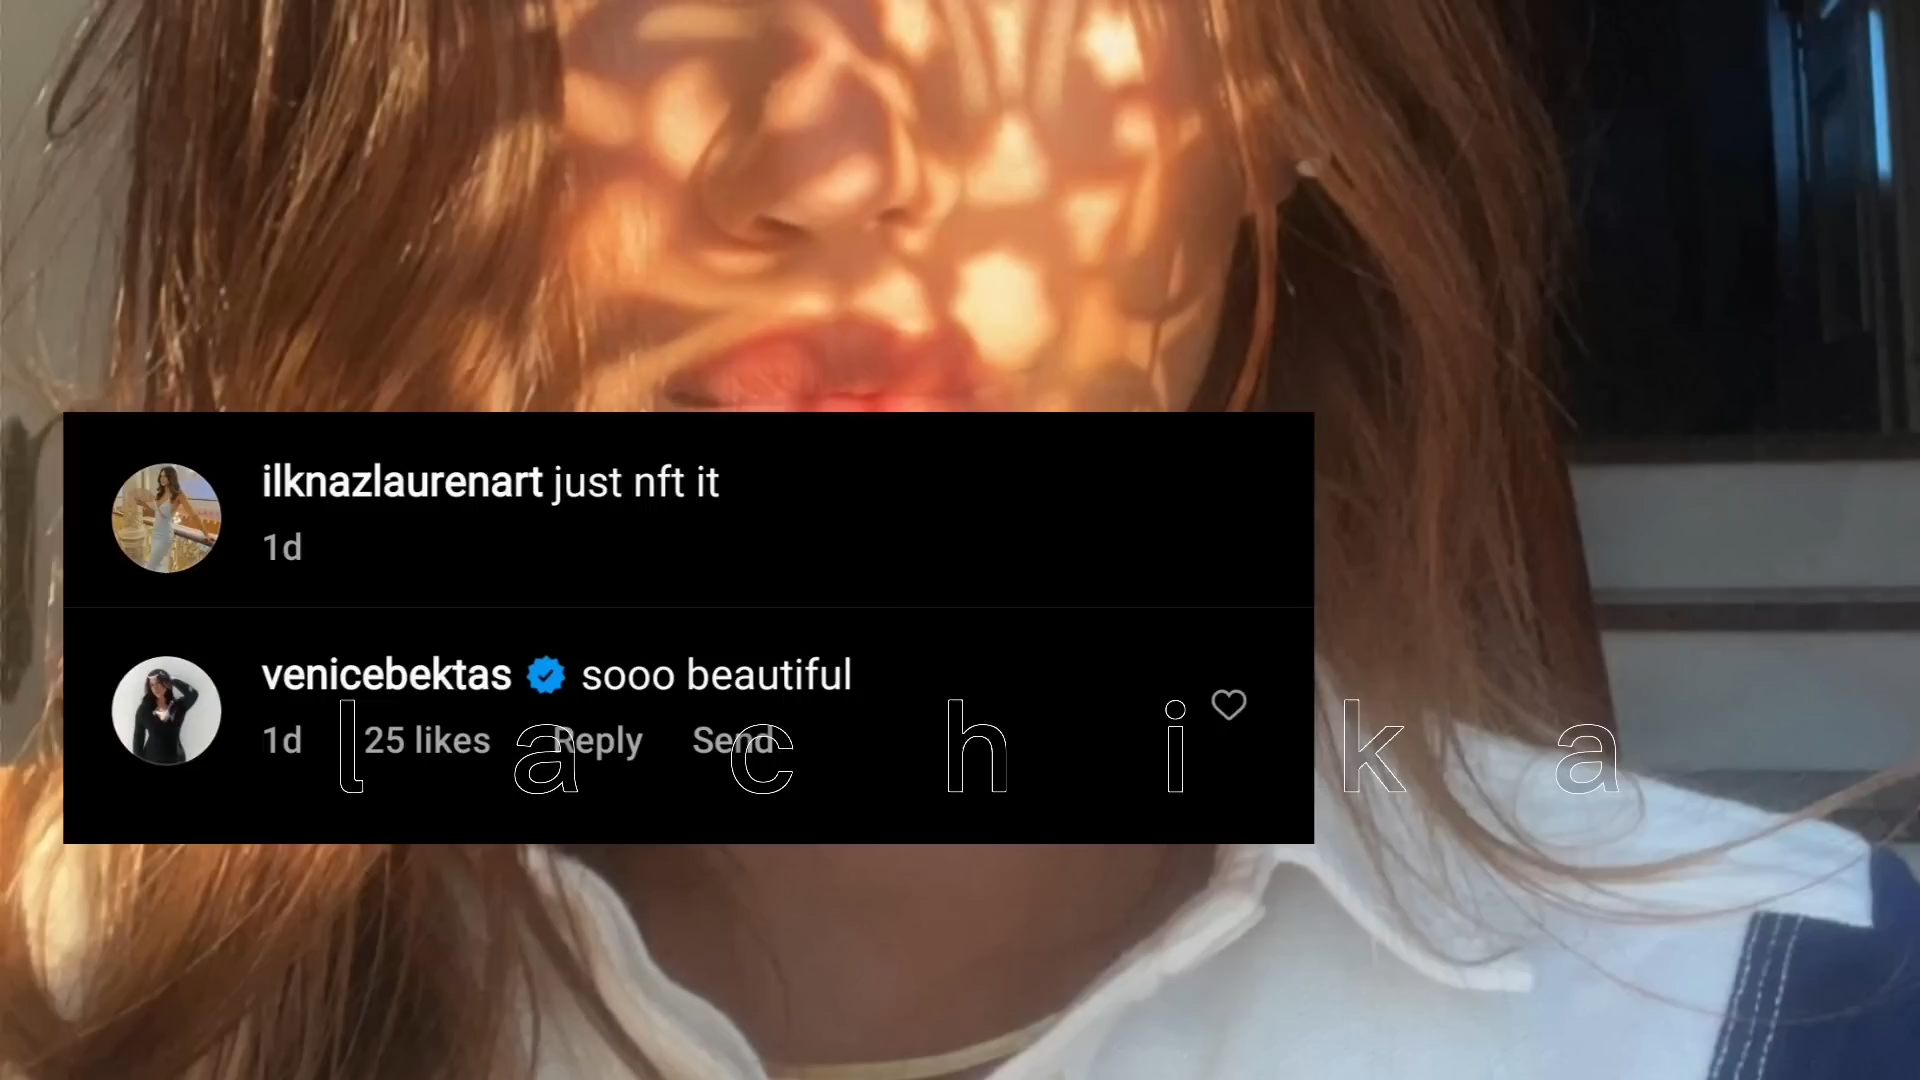 ilknazlaurenart just nft it
1d
venicebektas sooo beautiful
1d 25 likes Reply Send
l a c h i k a